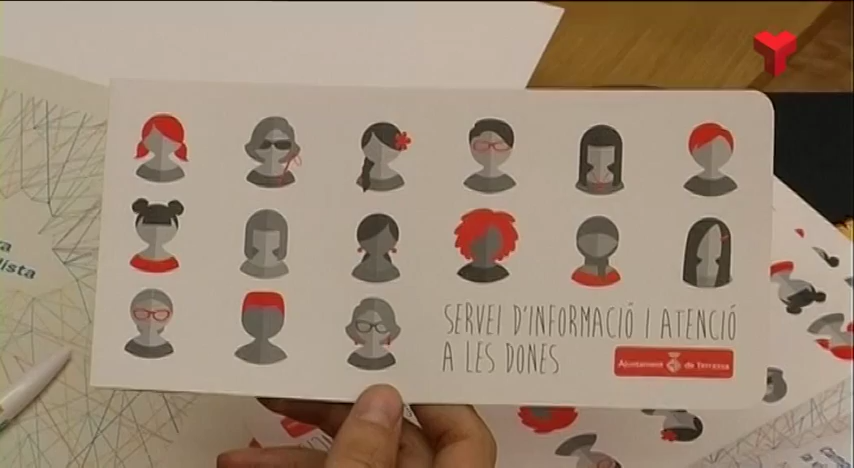 SERVEI D'INFORMACIÓ I ATENCIÓ
A LES DONES
Ajuntament de Terrassa